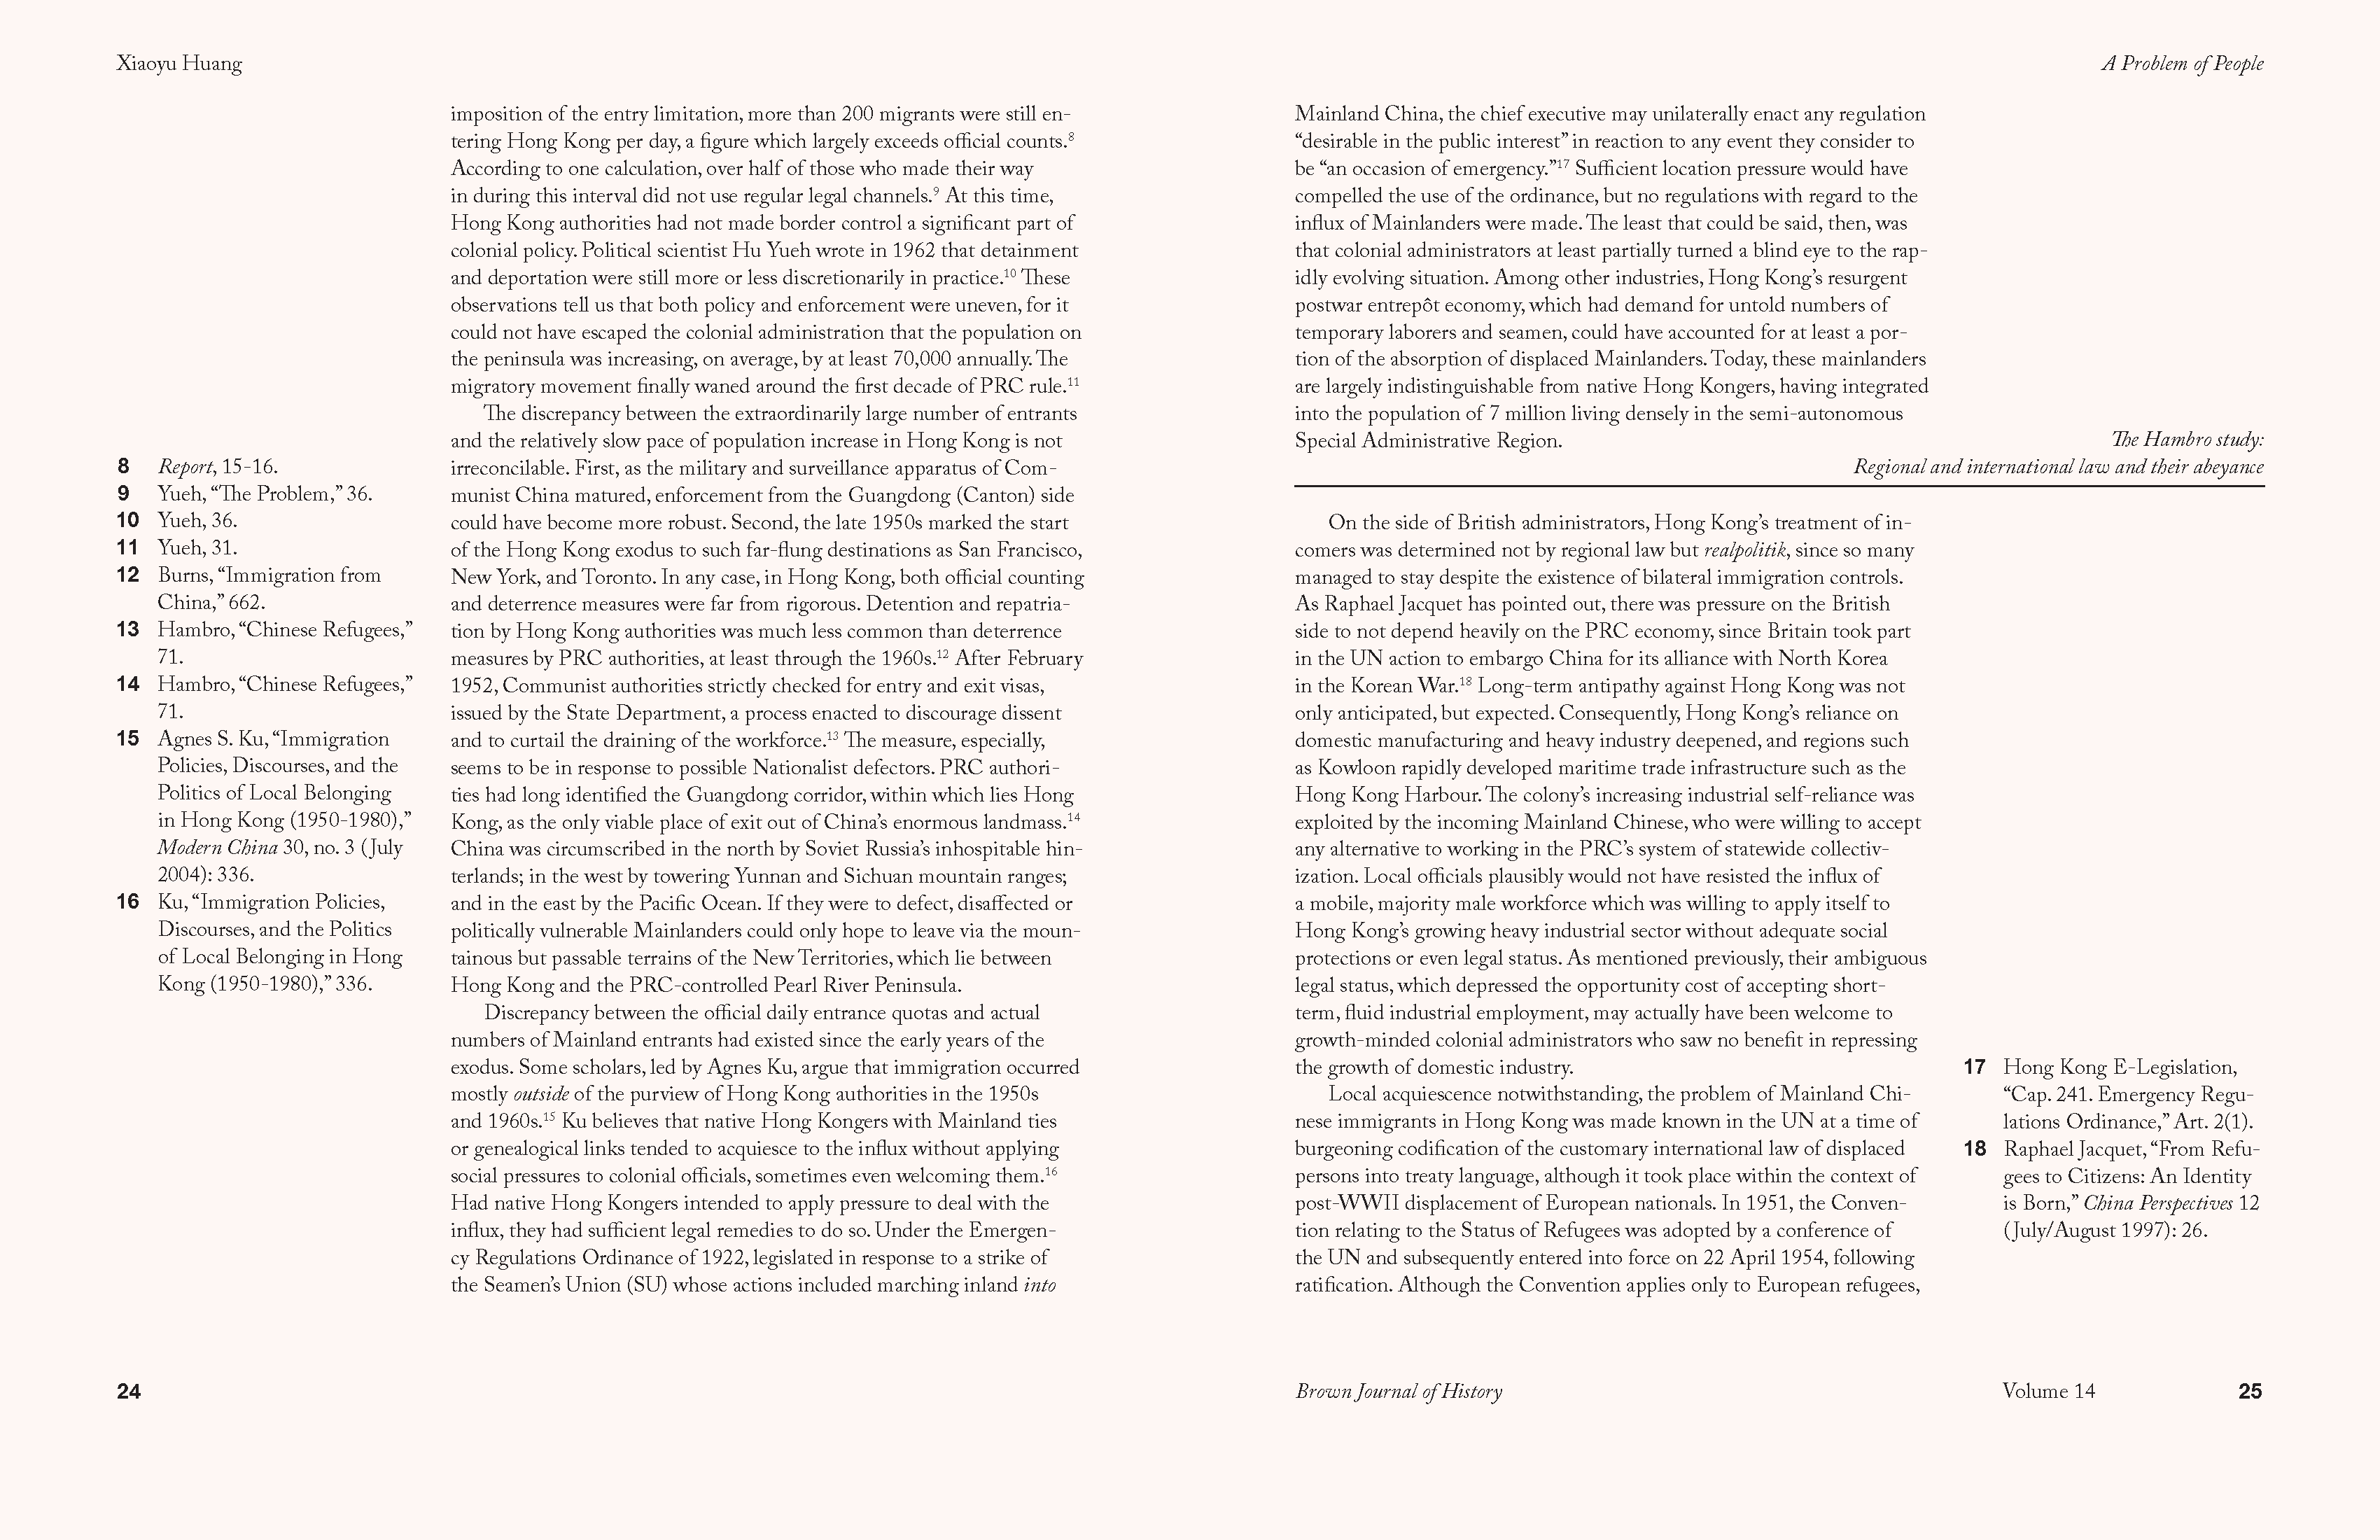 Xiaoyu Huang
imposition of the entry limitation, more than 200 migrants were still en-
tering Hong Kong per day, a figure which largely exceeds official counts.8
According to one calculation, over half of those who made their way
in during this interval did not use regular legal channels.9 At this time,
Hong Kong authorities had not made border control a significant part of
colonial policy. Political scientist Hu Yueh wrote in 1962 that detainment
and deportation were still more or less discretionarily in practice.10 These
observations tell us that both policy and enforcement were uneven, for it
could not have escaped the colonial administration that the population on
the peninsula was increasing, on average, by at least 70,000 annually. The
migratory movement finally waned around the first decade of PRC rule.11
The discrepancy between the extraordinarily large number of entrants
and the relatively slow pace of population increase in Hong Kong is not
irreconcilable. First, as the military and surveillance apparatus of Com-
munist China matured, enforcement from the Guangdong (Canton) side
could have become more robust. Second, the late 1950s marked the start
of the Hong Kong exodus to such far-flung destinations as San Francisco,
New York, and Toronto. In any case, in Hong Kong, both official counting
and deterrence measures were far from rigorous. Detention and repatria-
tion by Hong Kong authorities was much less common than deterrence
measures by PRC authorities, at least through the 1960s.12 After February
1952, Communist authorities strictly checked for entry and exit visas,
issued by the State Department, a process enacted to discourage dissent
and to curtail the draining of the workforce.13 The measure, especially,
seems to be in response to possible Nationalist defectors. PRC authori-
ties had long identified the Guangdong corridor, within which lies Hong
Kong, as the only viable place of exit out of China's enormous landmass.14
China was circumscribed in the north by Soviet Russia's inhospitable hin-
terlands; in the west by towering Yunnan and Sichuan mountain ranges;
and in the east by the Pacific Ocean. If they were to defect, disaffected or
politically vulnerable Mainlanders could only hope to leave via the moun-
tainous but passable terrains of the New Territories, which lie between
Hong Kong and the PRC-controlled Pearl River Peninsula.
Discrepancy between the official daily entrance quotas and actual
numbers of Mainland entrants had existed since the early years of the
exodus. Some scholars, led by Agnes Ku, argue that immigration occurred
mostly outside of the purview of Hong Kong authorities in the 1950s
and 1960s.15 Ku believes that native Hong Kongers with Mainland ties
or genealogical links tended to acquiesce to the influx without applying
social pressures to colonial officials, sometimes even welcoming them.16
Had native Hong Kongers intended to apply pressure to deal with the
influx, they had sufficient legal remedies to do so. Under the Emergen-
cy Regulations Ordinance of 1922, legislated in response to a strike of
the Seamen's Union (SU) whose actions included marching inland into
8 Report, 15-16.
9 Yueh, “The Problem,” 36.
10 Yueh, 36.
11 Yueh, 31.
12 Burns, “Immigration from
China,” 662.
13 Hambro, “Chinese Refugees,”
71.
14 Hambro, “Chinese Refugees,”
71.
15 Agnes S. Ku, “Immigration
Policies, Discourses, and the
Politics of Local Belonging
in Hong Kong (1950-1980),”
Modern China 30, no. 3 (July
2004): 336.
16 Ku, “Immigration Policies,
Discourses, and the Politics
of Local Belonging in Hong
Kong (1950-1980),” 336.
24
A Problem of People
Mainland China, the chief executive may unilaterally enact any regulation
“desirable in the public interest” in reaction to any event they consider to
be “an occasion of emergency.”17 Sufficient location pressure would have
compelled the use of the ordinance, but no regulations with regard to the
influx of Mainlanders were made. The least that could be said, then, was
that colonial administrators at least partially turned a blind eye to the rap-
idly evolving situation. Among other industries, Hong Kong's resurgent
postwar entrepôt economy, which had demand for untold numbers of
temporary laborers and seamen, could have accounted for at least a por-
tion of the absorption of displaced Mainlanders. Today, these mainlanders
are largely indistinguishable from native Hong Kongers, having integrated
into the population of 7 million living densely in the semi-autonomous
Special Administrative Region.
The Hambro study:
Regional and international law and their abeyance
On the side of British administrators, Hong Kong's treatment of in-
comers was determined not by regional law but realpolitik, since so many
managed to stay despite the existence of bilateral immigration controls.
As Raphael Jacquet has pointed out, there was pressure on the British
side to not depend heavily on the PRC economy, since Britain took part
in the UN action to embargo China for its alliance with North Korea
in the Korean War.18 Long-term antipathy against Hong Kong was not
only anticipated, but expected. Consequently, Hong Kong's reliance on
domestic manufacturing and heavy industry deepened, and regions such
as Kowloon rapidly developed maritime trade infrastructure such as the
Hong Kong Harbour. The colony's increasing industrial self-reliance was
exploited by the incoming Mainland Chinese, who were willing to accept
any alternative to working in the PRC's system of statewide collectiv-
ization. Local officials plausibly would not have resisted the influx of
a mobile, majority male workforce which was willing to apply itself to
Hong Kong's growing heavy industrial sector without adequate social
protections or even legal status. As mentioned previously, their ambiguous
legal status, which depressed the opportunity cost of accepting short-
term, fluid industrial employment, may actually have been welcome to
growth-minded colonial administrators who saw no benefit in repressing
the growth of domestic industry.
Local acquiescence notwithstanding, the problem of Mainland Chi-
nese immigrants in Hong Kong was made known in the UN at a time of
burgeoning codification of the customary international law of displaced
persons into treaty language, although it took place within the context of
post-WWII displacement of European nationals. In 1951, the Conven-
tion relating to the Status of Refugees was adopted by a conference of
the UN and subsequently entered into force on 22 April 1954, following
ratification. Although the Convention applies only to European refugees,
17 Hong Kong E-Legislation,
“Cap. 241. Emergency Regu-
lations Ordinance,” Art. 2(1).
18 Raphael Jacquet, “From Refu-
gees to Citizens: An Identity
is Born,” China Perspectives 12
(July/August 1997): 26.
Brown Journal of History
Volume 14
25